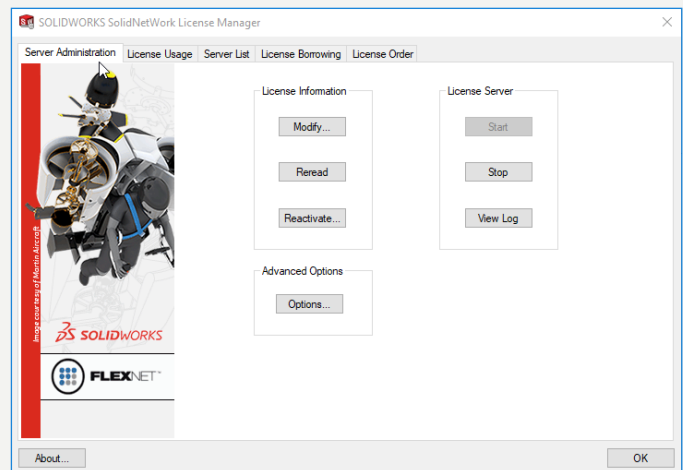 SOLIDWORKS SolidNetWork License Manager
Server Administration License Usage Server List License Borrowing License Order
License Information
Modify...
Reread
Reactivate...
License Server
Start
Stop
View Log
Advanced Options
Options...
Image courtesy of Martin Aircraft
SOLIDWORKS
FLEXNET
About...
OK